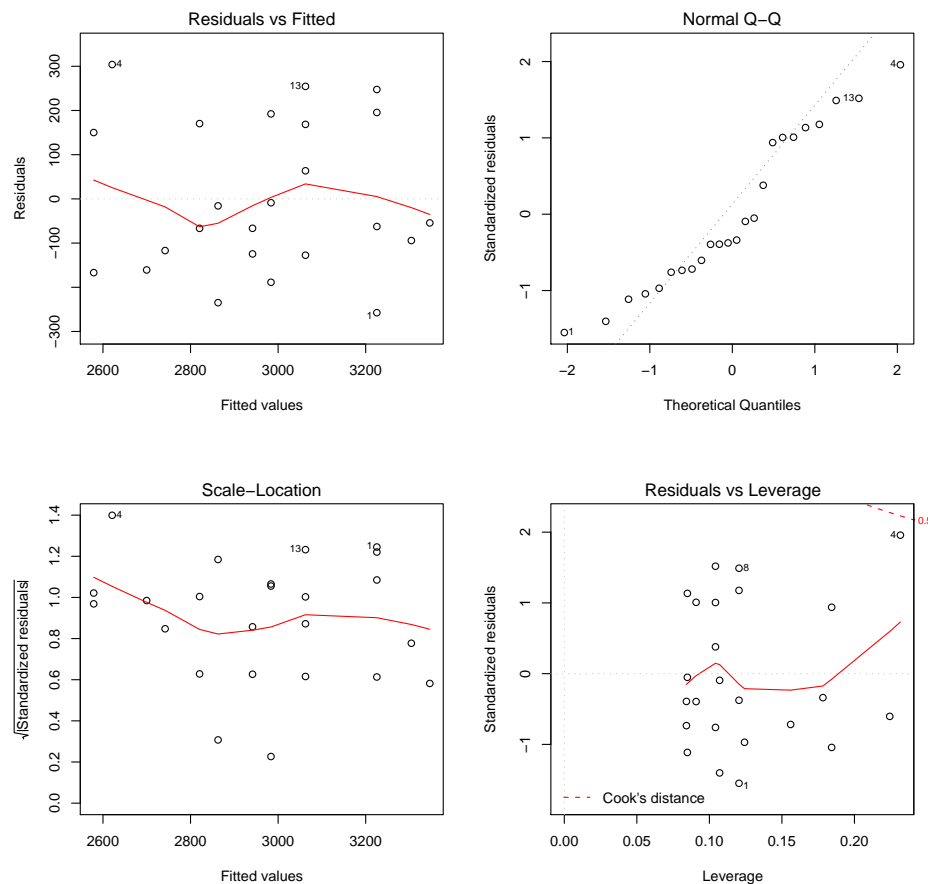 Residuals vs Fitted
300
200
100
0
−100
−300
Residuals
4
13
1
2600 2800 3000 3200
Fitted values
Normal Q−Q
2
1
0
−1
Standardized residuals
4
13
1
−2 −1 0 1 2
Theoretical Quantiles
Scale−Location
1.4
1.2
1.0
0.8
0.6
0.4
0.2
0.0
√|Standardized residuals|
4
13
1
2600 2800 3000 3200
Fitted values
Residuals vs Leverage
2
1
0
−1
Standardized residuals
0.5
4
8
1
Cook's distance
0.00 0.05 0.10 0.15 0.20
Leverage